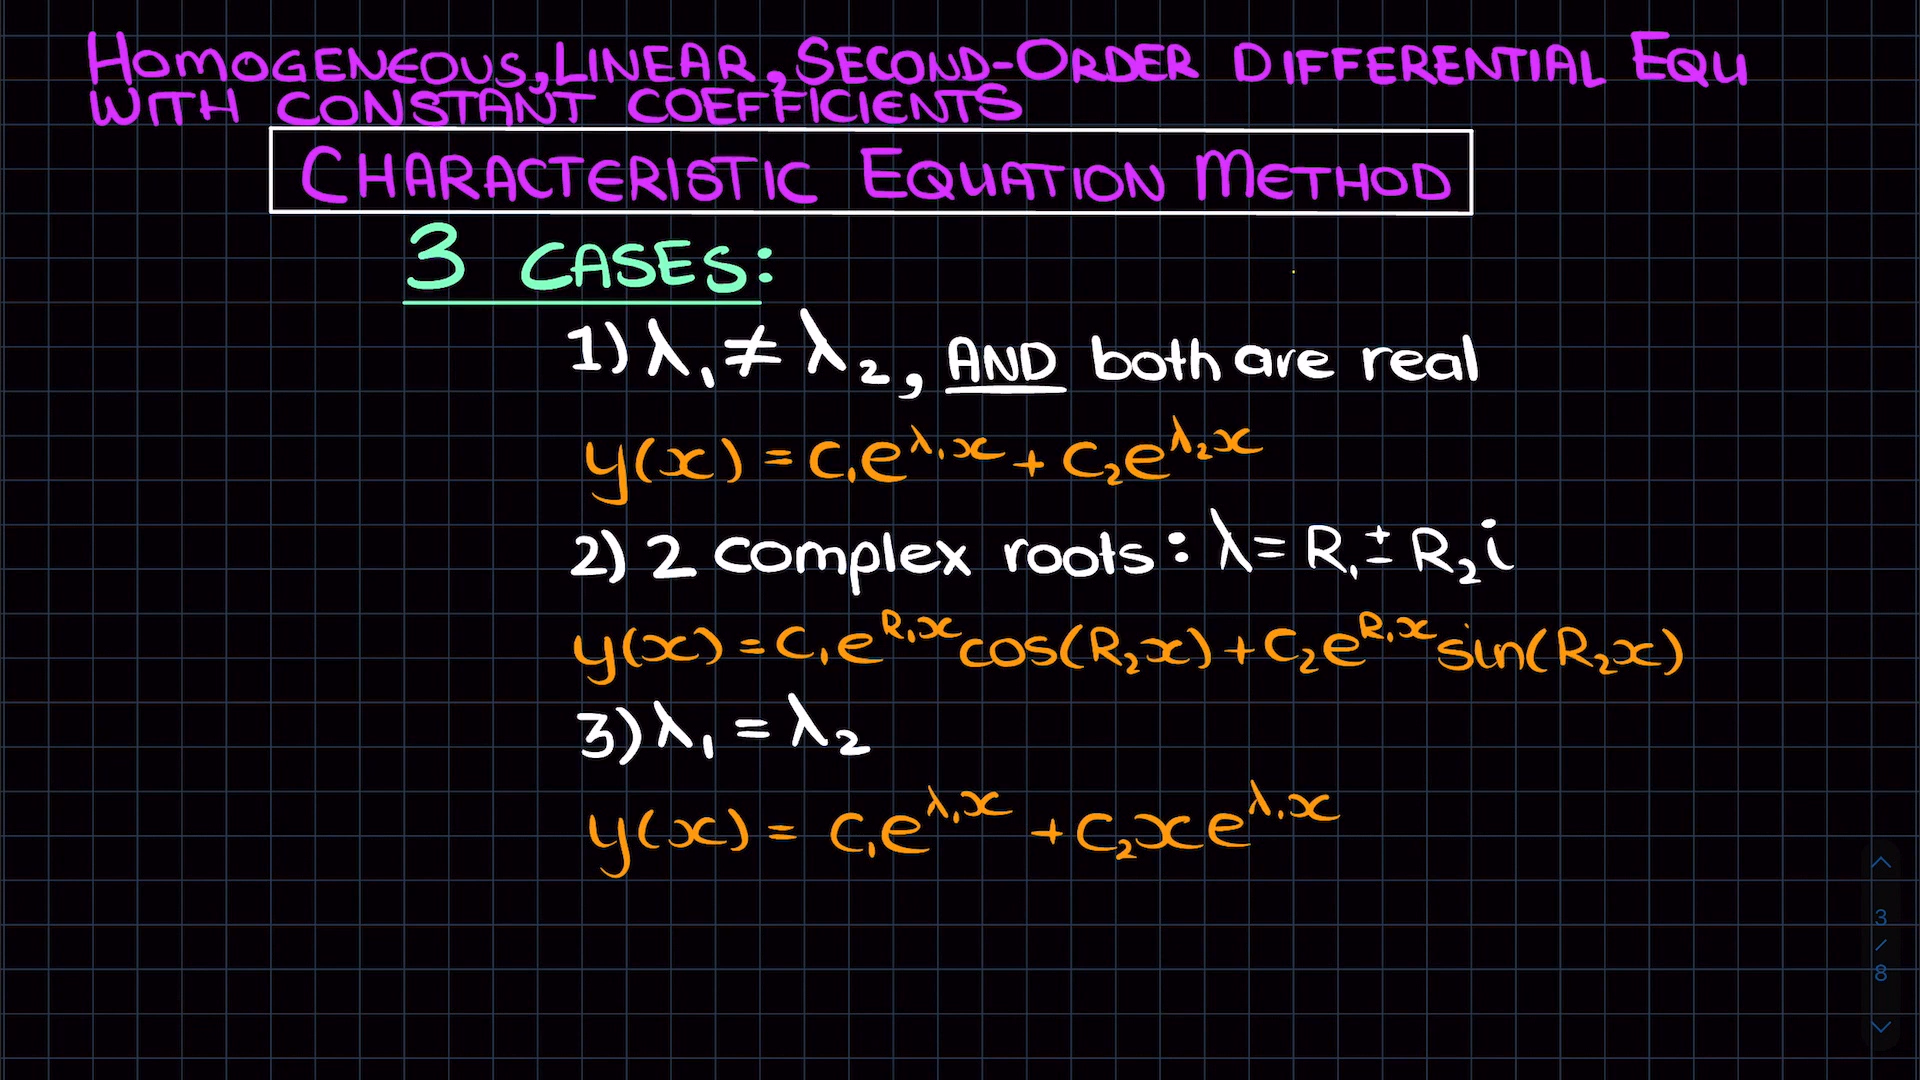 HOMOGENEOUS, LINEAR, SECOND-ORDER DIFFERENTIAL EQU
WITH CONSTANT COEFFICIENTS
CHARACTERISTIC EQUATION METHOD
3 CASES:
1) λ₁ ≠ λ₂, AND both are real
y(x) = c₁e^λ₁x + c₂e^λ₂x
2) 2 complex roots: λ = R₁ ± R₂i
y(x) = c₁e^R₁x cos(R₂x) + c₂e^R₁x sin(R₂x)
3) λ₁ = λ₂
y(x) = c₁e^λ₁x + c₂xe^λ₁x
3
/
8